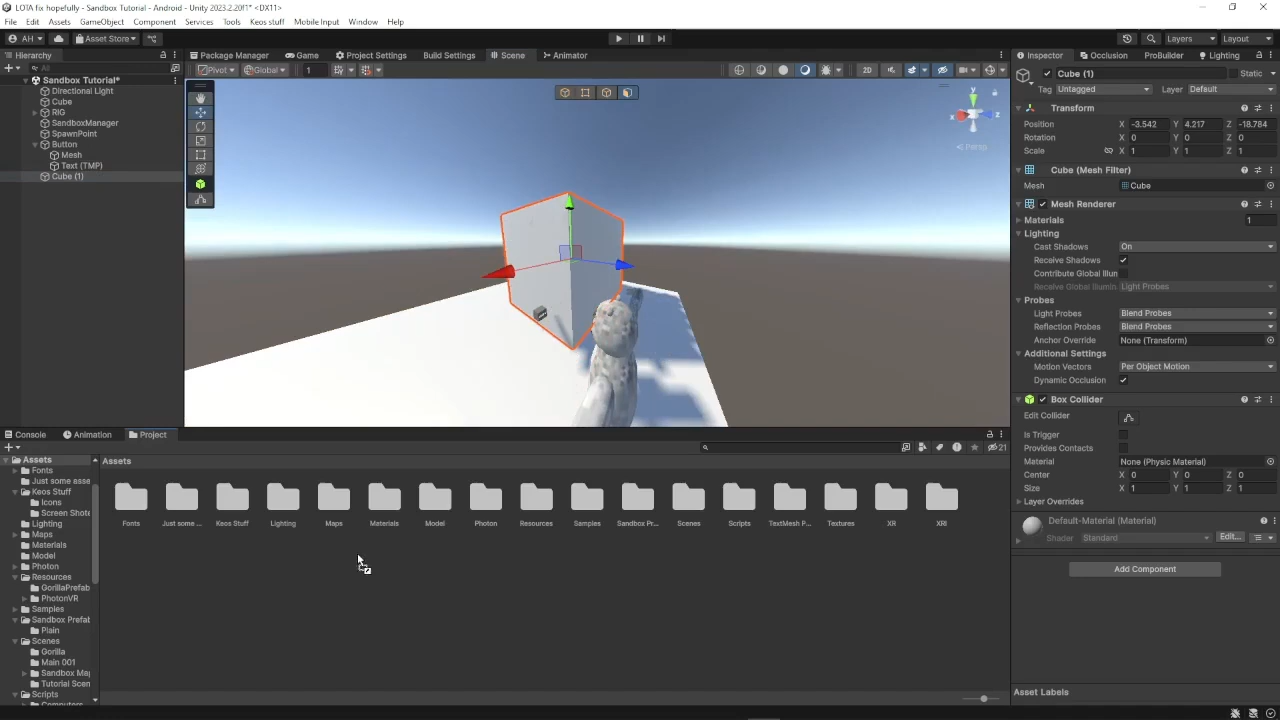 LOTA fix hopefully - Sandbox Tutorial - Android - Unity 2023.2.20f1* <DX11>
File Edit Assets GameObject Component Services Tools Keos stuff Mobile Input Window Help
AH Asset Store Layers Layout
Hierarchy Package Manager Game Project Settings Build Settings Scene Animator Inspector Occlusion ProBuilder Lighting
All Pivot Global 1 2D
Sandbox Tutorial*
Directional Light
Cube
RIG
SandboxManager
SpawnPoint
Button
Mesh
Text (TMP)
Cube (1)
y
x z
Persp
Cube (1) Static
Tag Untagged Layer Default
Transform
Position X -3.542 Y 4.217 Z -18.784
Rotation X 0 Y 0 Z 0
Scale X 1 Y 1 Z 1
Cube (Mesh Filter)
Mesh Cube
Mesh Renderer
Materials 1
Lighting
Cast Shadows On
Receive Shadows
Contribute Global Illum
Receive Global Illumin Light Probes
Probes
Light Probes Blend Probes
Reflection Probes Blend Probes
Anchor Override None (Transform)
Additional Settings
Motion Vectors Per Object Motion
Dynamic Occlusion
Box Collider
Edit Collider
Is Trigger
Provides Contacts
Material None (Physic Material)
Center X 0 Y 0 Z 0
Size X 1 Y 1 Z 1
Layer Overrides
Default-Material (Material)
Shader Standard Edit...
Add Component
Asset Labels
Console Animation Project
21
Assets
Fonts
Just some asse
Keos Stuff
Icons
Screen Shots
Lighting
Maps
Materials
Model
Photon
Resources
GorillaPrefab
PhotonVR
Samples
Sandbox Prefab
Plain
Scenes
Gorilla
Main 001
Sandbox Map
Tutorial Scen
Scripts
Computers
Assets
Fonts Just some ... Keos Stuff Lighting Maps Materials Model Photon Resources Samples Sandbox Pr... Scenes Scripts TextMesh P... Textures XR XRI